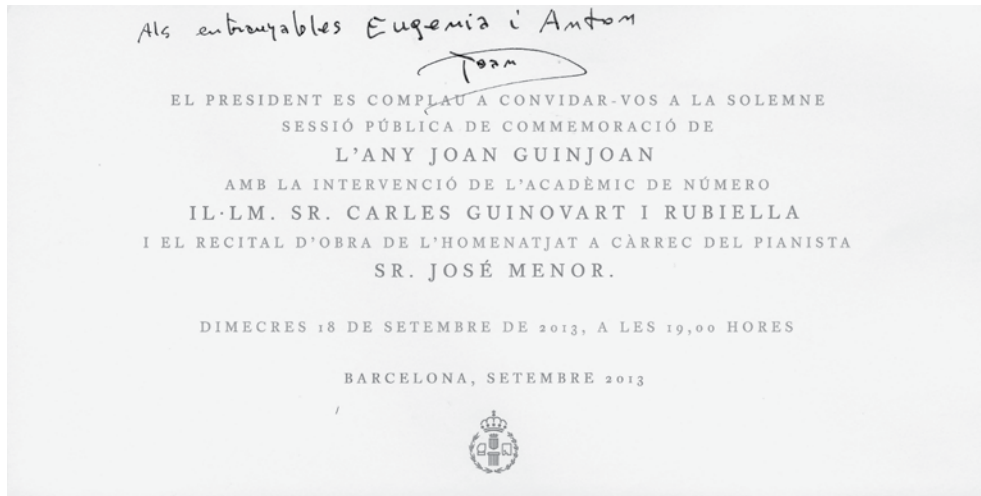 Als entranyables Eugenia i Anton
Joan
EL PRESIDENT ES COMPLAU A CONVIDAR-VOS A LA SOLEMNE
SESSIÓ PÚBLICA DE COMMEMORACIÓ DE
L'ANY JOAN GUINJOAN
AMB LA INTERVENCIÓ DE L'ACADÈMIC DE NÚMERO
IL·LM. SR. CARLES GUINOVART I RUBIELLA
I EL RECITAL D'OBRA DE L'HOMENATJAT A CÀRREC DEL PIANISTA
SR. JOSÉ MENOR.
DIMECRES 18 DE SETEMBRE DE 2013, A LES 19,00 HORES
BARCELONA, SETEMBRE 2013